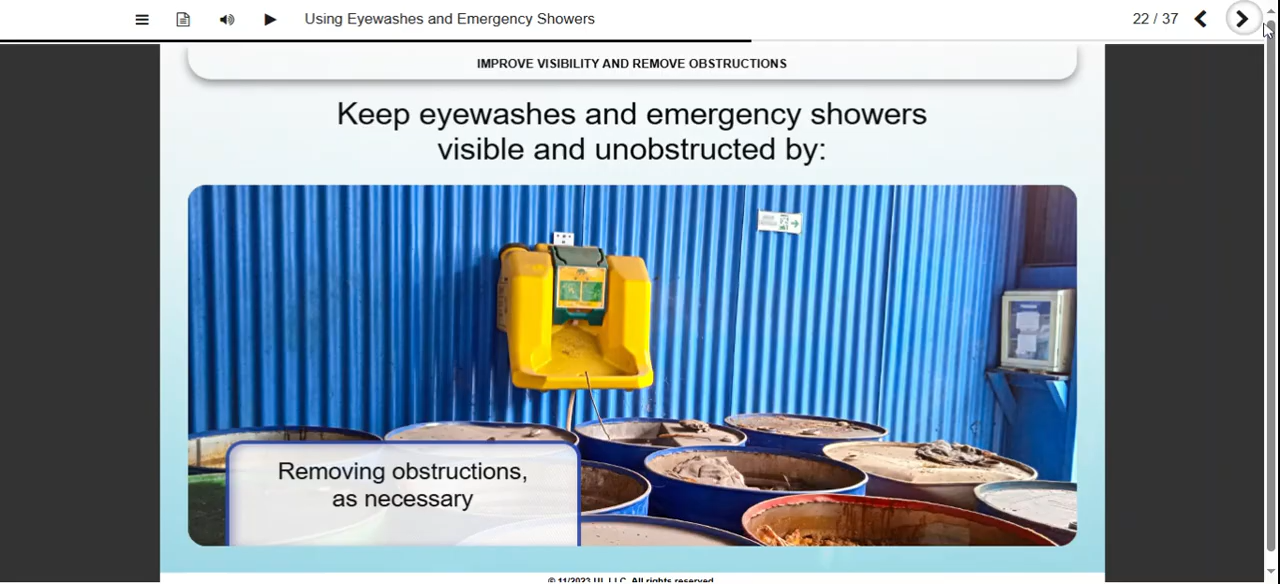 Using Eyewashes and Emergency Showers
22 / 37
IMPROVE VISIBILITY AND REMOVE OBSTRUCTIONS
Keep eyewashes and emergency showers
visible and unobstructed by:
Removing obstructions,
as necessary
© 11/2023 UL LLC. All rights reserved.